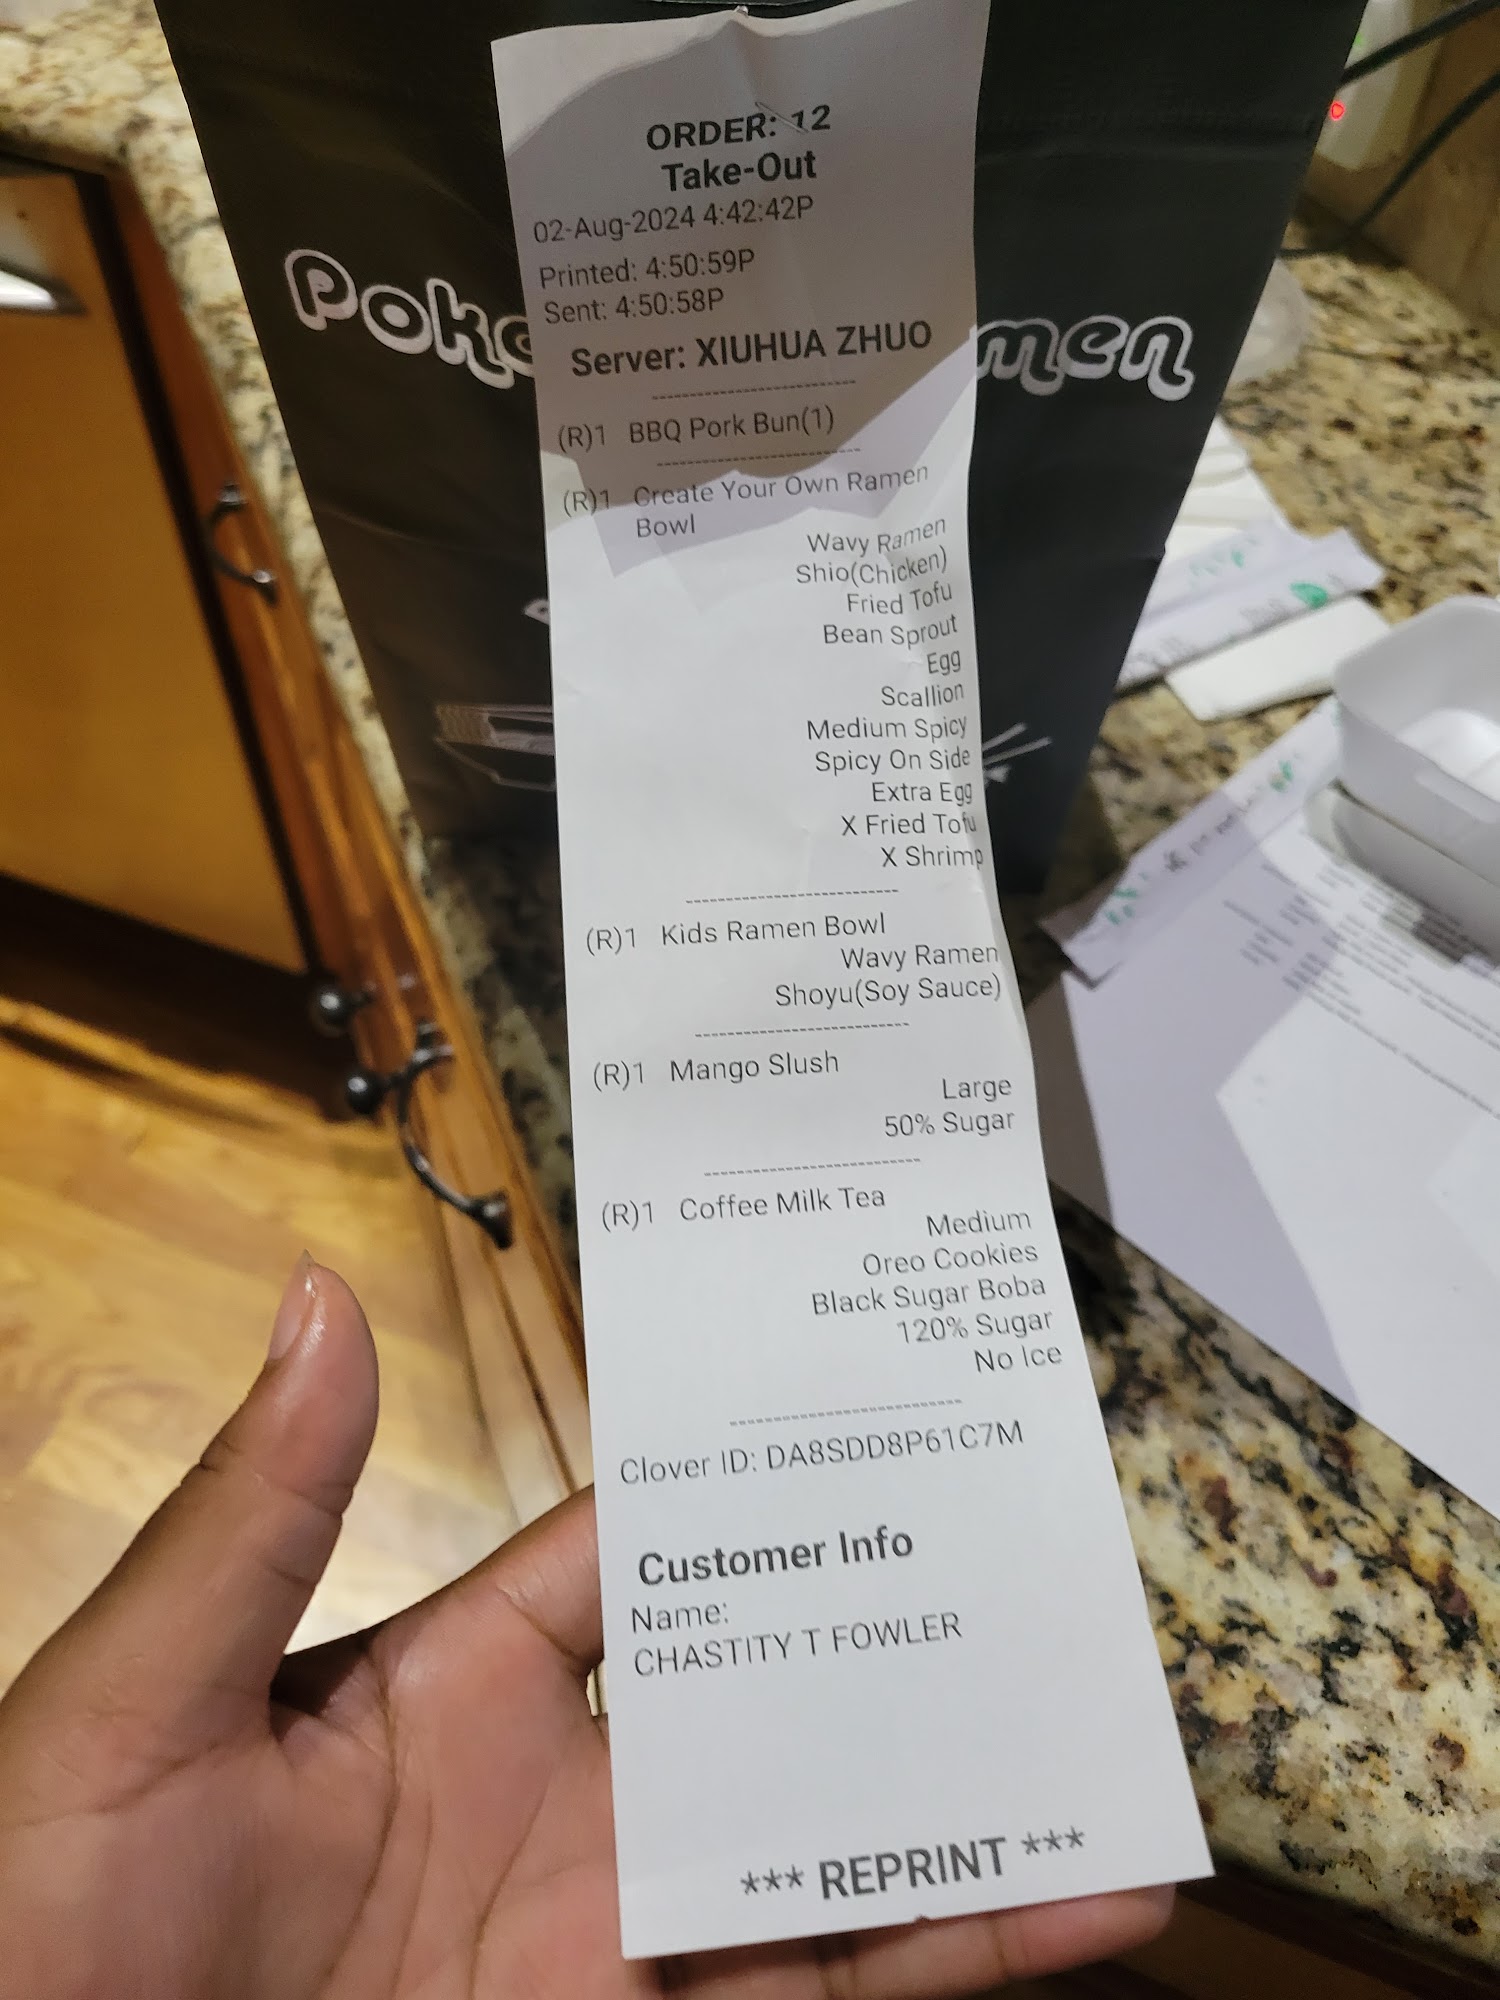 ORDER: 12
Take-Out
02-Aug-2024 4:42:42P
Printed: 4:50:59P
Sent: 4:50:58P
Server: XIUHUA ZHUO
---------------------------
(R)1 BBQ Pork Bun(1)
---------------------------
(R)1 Create Your Own Ramen
Bowl
Wavy Ramen
Shio(Chicken)
Fried Tofu
Bean Sprout
Egg
Scallion
Medium Spicy
Spicy On Side
Extra Egg
X Fried Tofu
X Shrimp
---------------------------
(R)1 Kids Ramen Bowl
Wavy Ramen
Shoyu(Soy Sauce)
---------------------------
(R)1 Mango Slush
Large
50% Sugar
---------------------------
(R)1 Coffee Milk Tea
Medium
Oreo Cookies
Black Sugar Boba
120% Sugar
No Ice
---------------------------
Clover ID: DA8SDD8P61C7M
Customer Info
Name:
CHASTITY T FOWLER
*** REPRINT ***